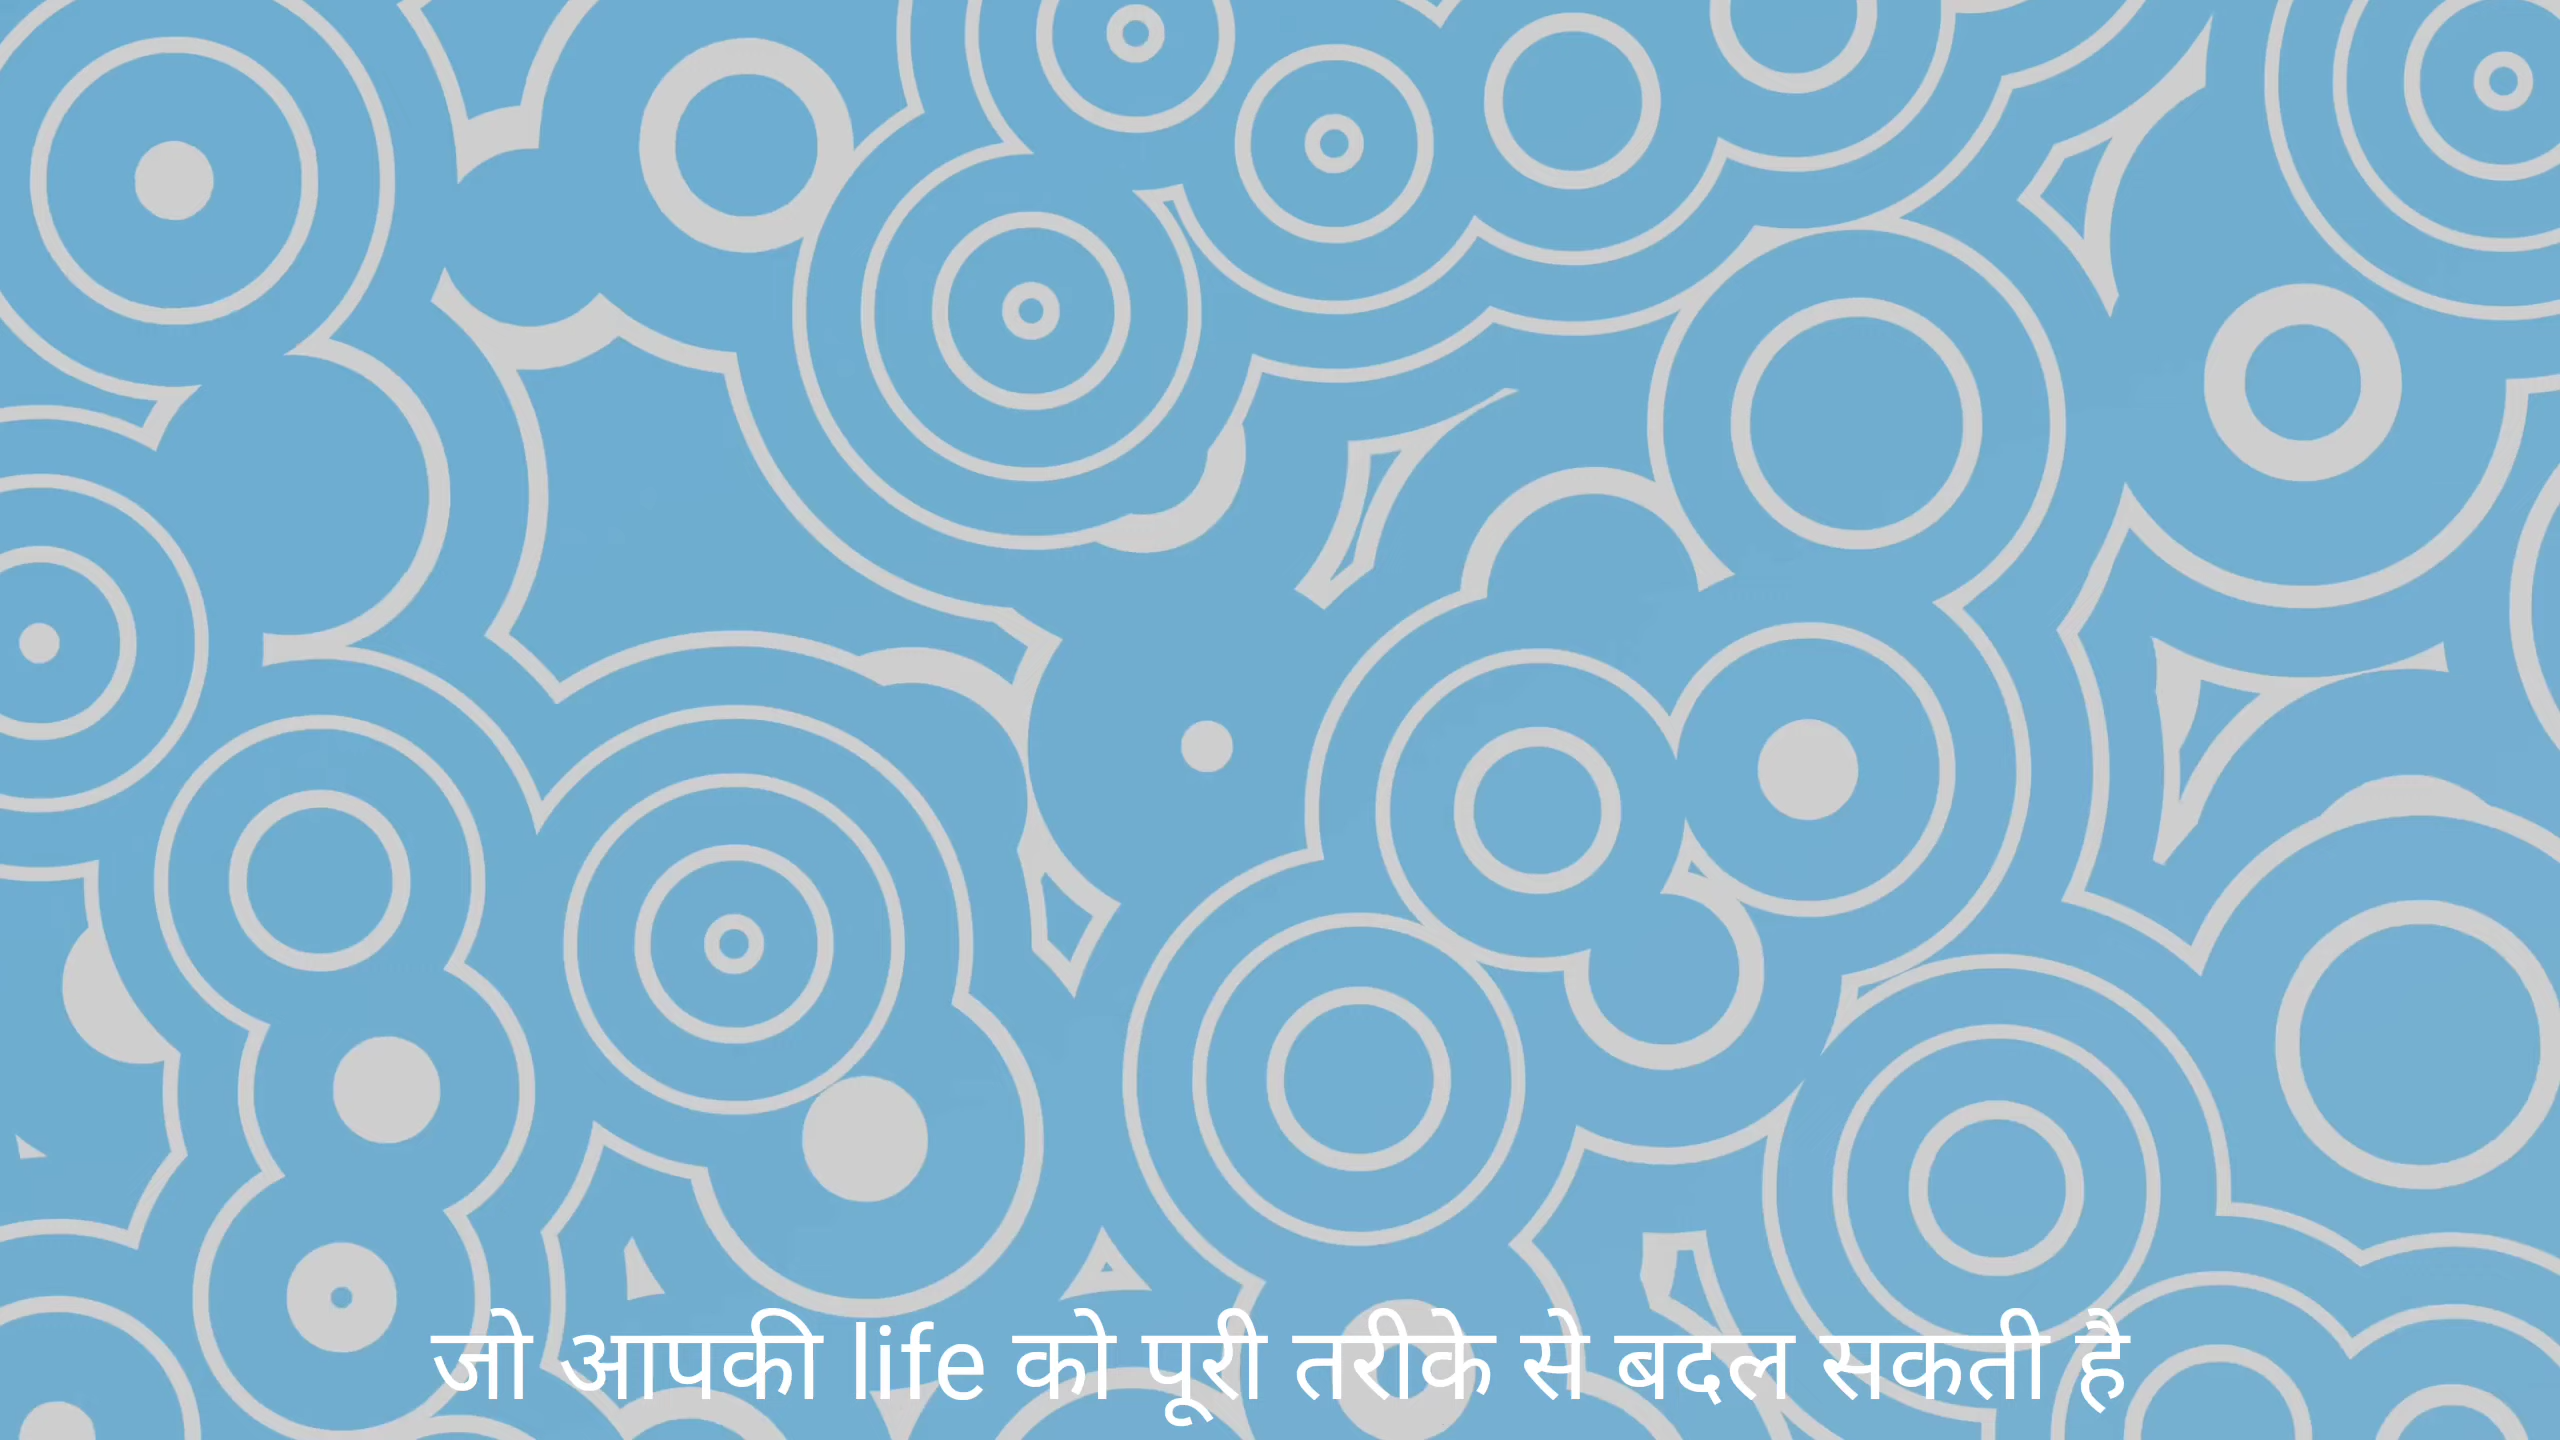 जो आपकी life को पूरी तरीके से बदल सकती है